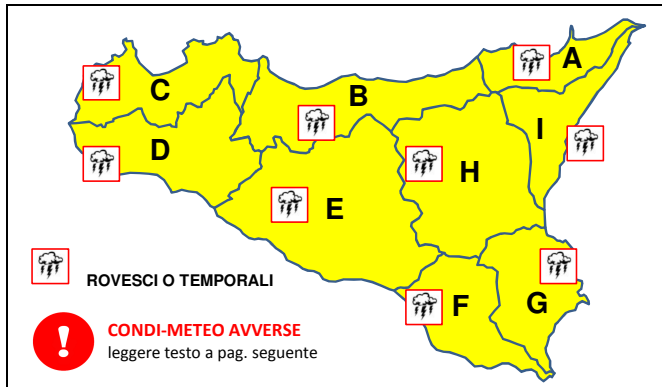 A
C
B
I
D
H
E
F
G
ROVESCI O TEMPORALI
! CONDI-METEO AVVERSE
leggere testo a pag. seguente